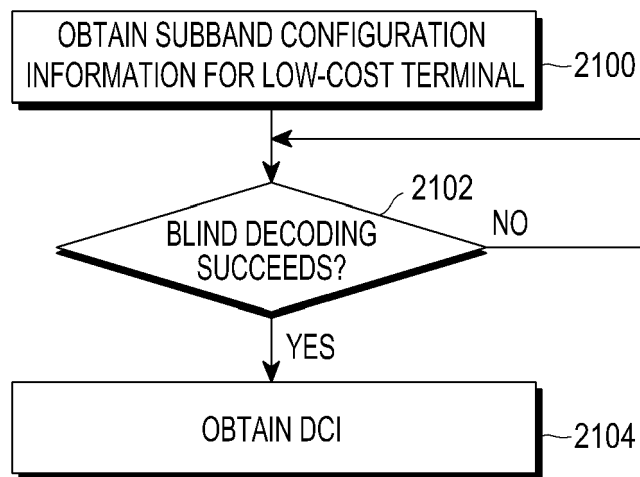 OBTAIN SUBBAND CONFIGURATION
INFORMATION FOR LOW-COST TERMINAL
2100
2102
BLIND DECODING
SUCCEEDS?
NO
YES
OBTAIN DCI
2104